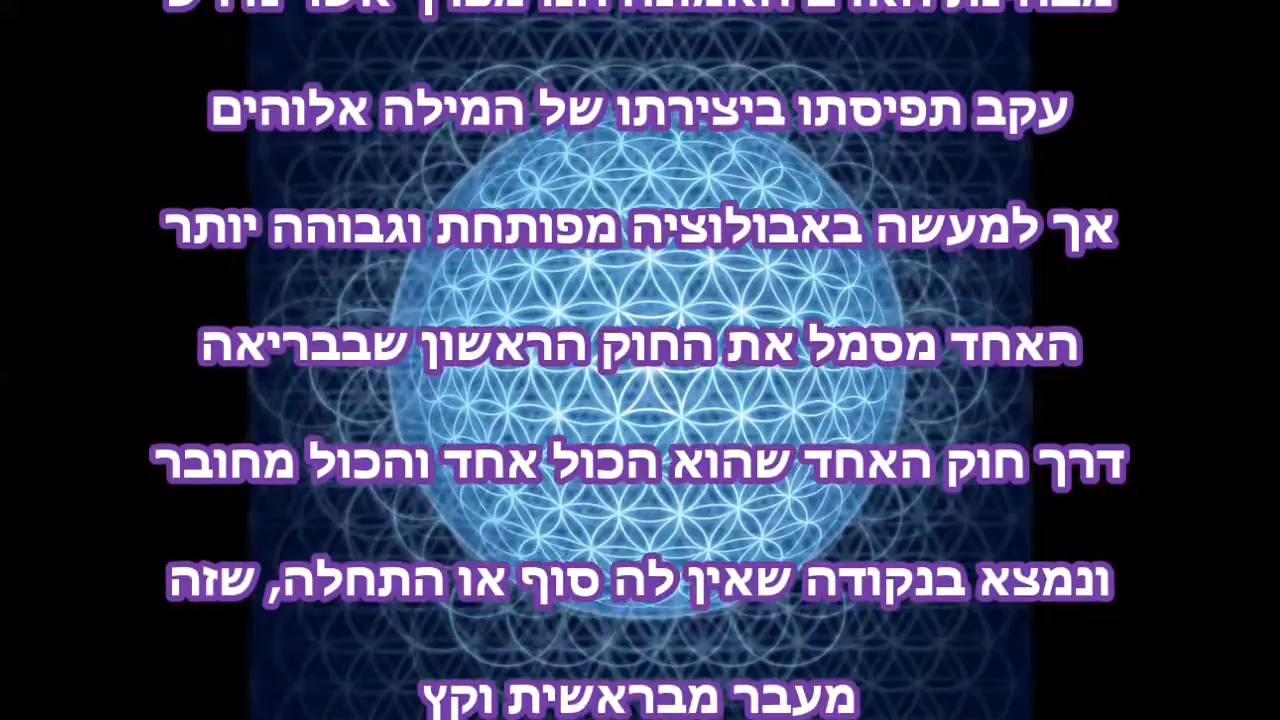 עקב תפיסתו ביצירתו של המילה אלוהים
אך למעשה באבולוציה מפותחת וגבוהה יותר
האחד מסמל את החוק הראשון שבבריאה
דרך חוק האחד שהוא הכול אחד והכול מחובר
ונמצא בנקודה שאין לה סוף או התחלה, שזה
מעבר מבראשית וקץ